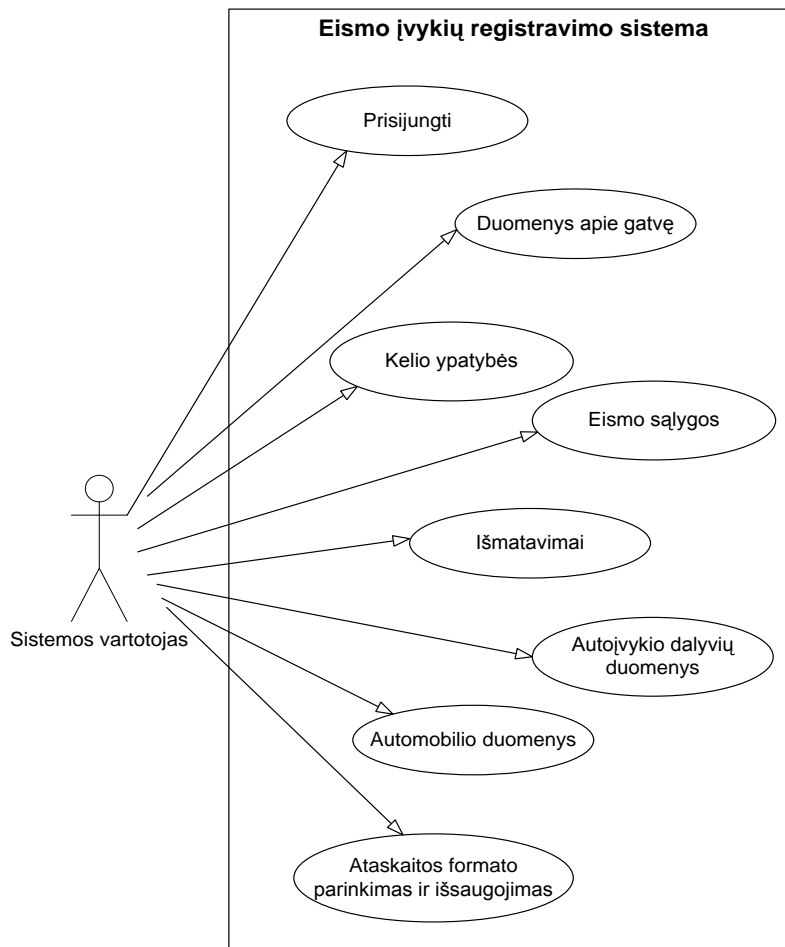 Eismo įvykių registravimo sistema
Prisijungti
Duomenys apie gatvę
Kelio ypatybės
Eismo sąlygos
Išmatavimai
Sistemos vartotojas
Autoįvykio dalyvių
duomenys
Automobilio duomenys
Ataskaitos formato
parinkimas ir išsaugojimas